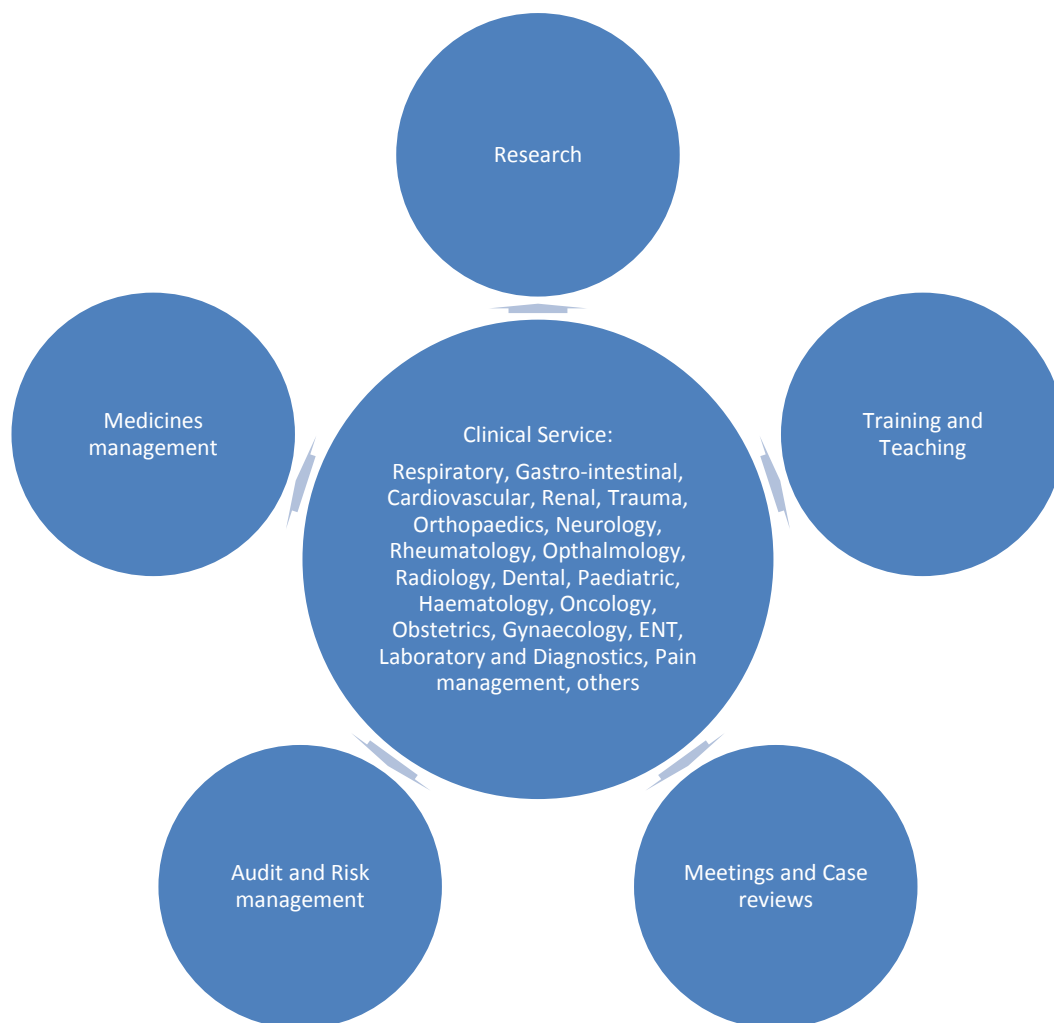 Research
Medicines
management
Training and
Teaching
Clinical Service:
Respiratory, Gastro-intestinal,
Cardiovascular, Renal, Trauma,
Orthopaedics, Neurology,
Rheumatology, Opthalmology,
Radiology, Dental, Paediatric,
Haematology, Oncology,
Obstetrics, Gynaecology, ENT,
Laboratory and Diagnostics, Pain
management, others
Audit and Risk
management
Meetings and Case
reviews